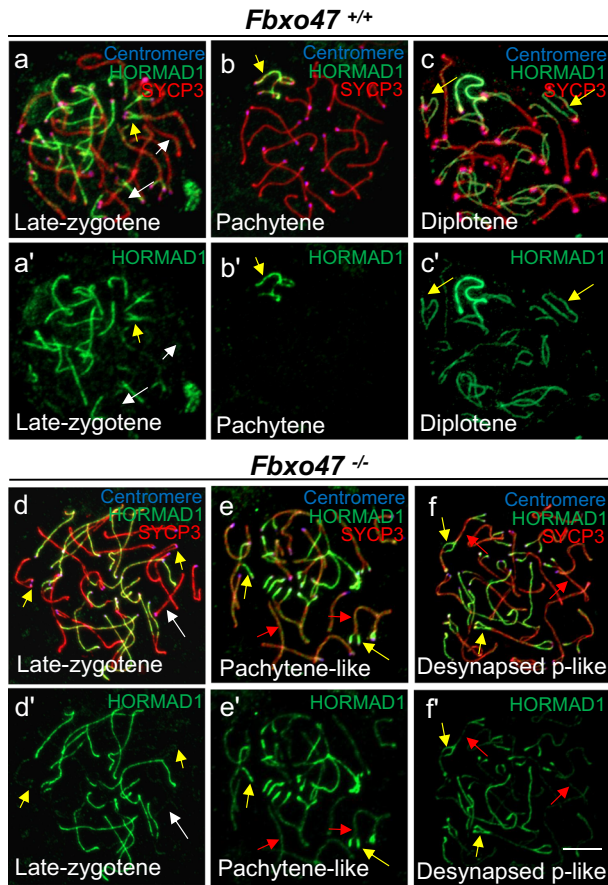 Fbxo47 +/+
a
Centromere
HORMAD1
SYCP3
Late-zygotene
b
Centromere
HORMAD1
SYCP3
Pachytene
c
Centromere
HORMAD1
SYCP3
Diplotene
a'
HORMAD1
Late-zygotene
b'
HORMAD1
Pachytene
c'
HORMAD1
Diplotene
Fbxo47 -/-
d
Centromere
HORMAD1
SYCP3
Late-zygotene
e
Centromere
HORMAD1
SYCP3
Pachytene-like
f
Centromere
HORMAD1
SYCP3
Desynapsed p-like
d'
HORMAD1
Late-zygotene
e'
HORMAD1
Pachytene-like
f'
HORMAD1
Desynapsed p-like